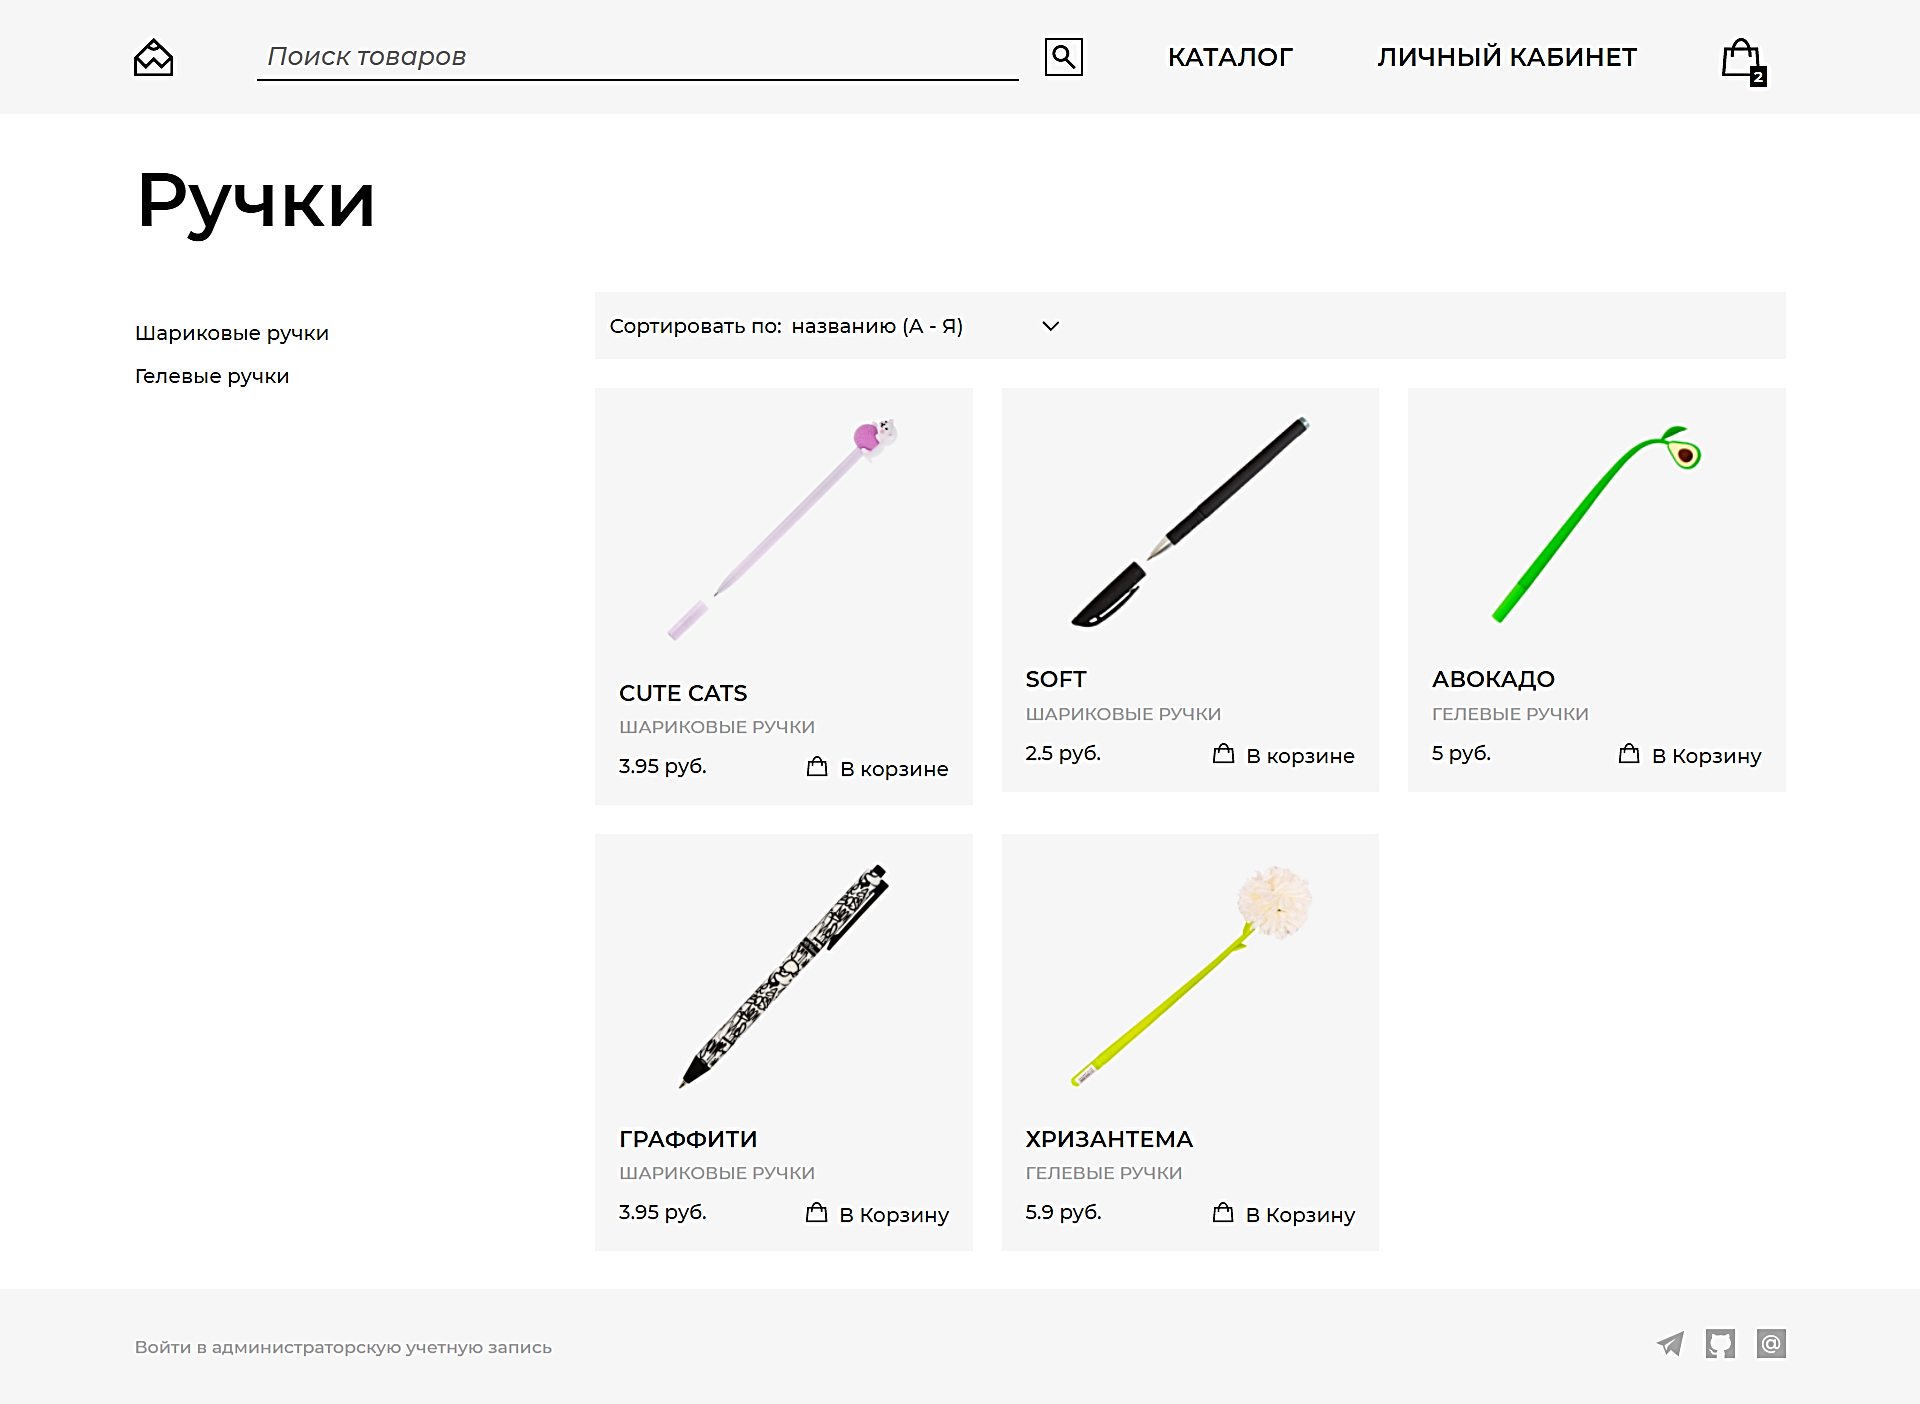 Поиск товаров
КАТАЛОГ
ЛИЧНЫЙ КАБИНЕТ
2
Ручки
Шариковые ручки
Гелевые ручки
Сортировать по: названию (А - Я)
CUTE CATS
ШАРИКОВЫЕ РУЧКИ
3.95 руб.
В корзине
SOFT
ШАРИКОВЫЕ РУЧКИ
2.5 руб.
В корзине
АВОКАДО
ГЕЛЕВЫЕ РУЧКИ
5 руб.
В Корзину
ГРАФФИТИ
ШАРИКОВЫЕ РУЧКИ
3.95 руб.
В Корзину
ХРИЗАНТЕМА
ГЕЛЕВЫЕ РУЧКИ
5.9 руб.
В Корзину
Войти в администраторскую учетную запись
@